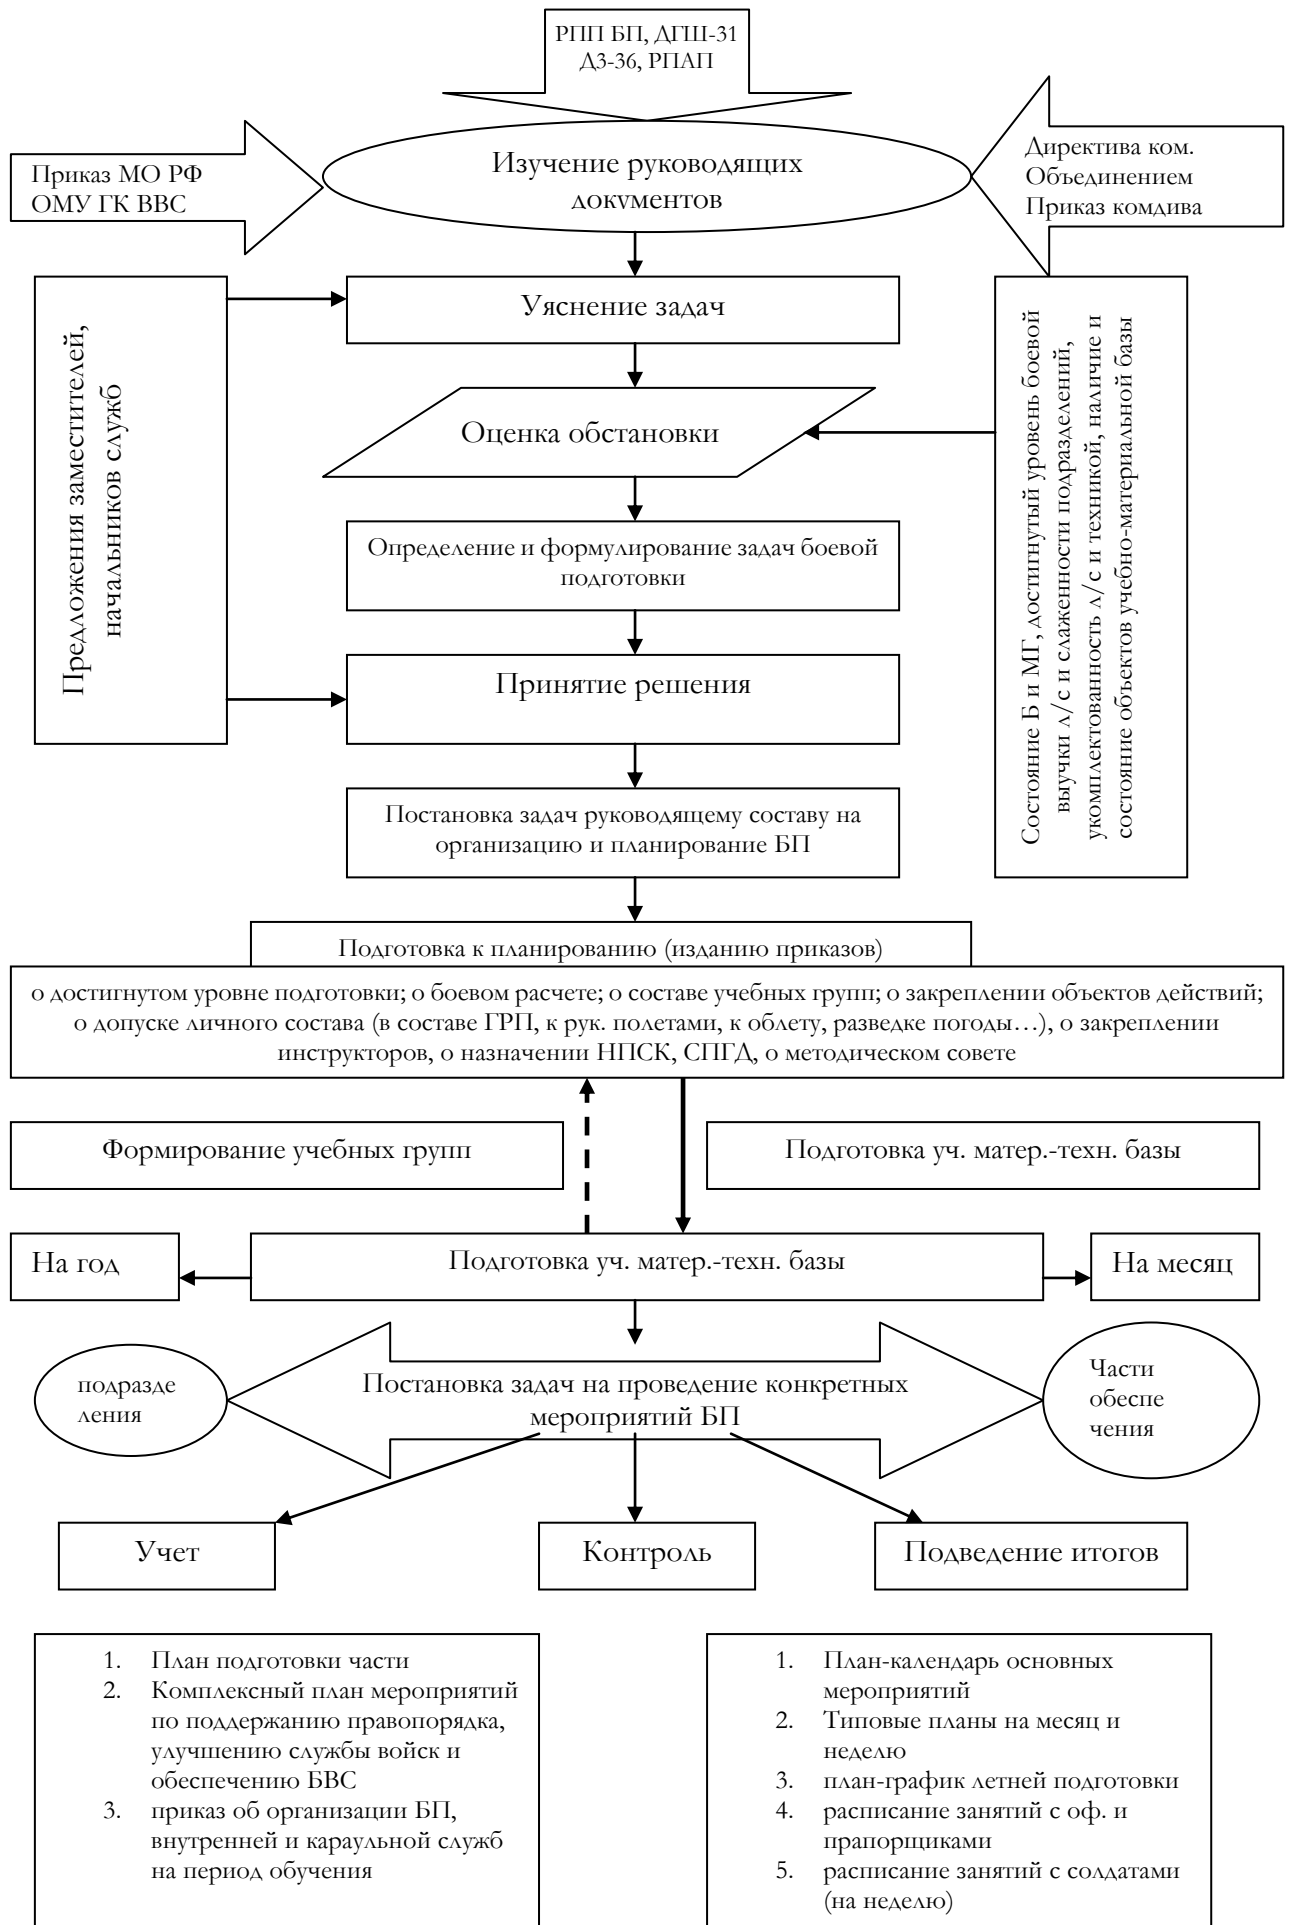 РПП БП, ДГШ-31
ДЗ-36, РПАП
Приказ МО РФ
ОМУ ГК ВВС
Изучение руководящих
документов
Директива ком.
Объединением
Приказ комдива
Предложения заместителей,
начальников служб
Уяснение задач
Оценка обстановки
Состояние Б и МГ, достигнутый уровень боевой
выучки л/с и слаженности подразделений,
укомплектованность л/с и техникой, наличие и
состояние объектов учебно-материальной базы
Определение и формулирование задач боевой
подготовки
Принятие решения
Постановка задач руководящему составу на
организацию и планирование БП
Подготовка к планированию (изданию приказов)
о достигнутом уровне подготовки; о боевом расчете; о составе учебных групп; о закреплении объектов действий;
о допуске личного состава (в составе ГРП, к рук. полетами, к облету, разведке погоды…), о закреплении
инструкторов, о назначении НПСК, СПГД, о методическом совете
Формирование учебных групп
Подготовка уч. матер.-техн. базы
На год
Подготовка уч. матер.-техн. базы
На месяц
подразде
ления
Постановка задач на проведение конкретных
мероприятий БП
Части
обеспе
чения
Учет
Контроль
Подведение итогов
1. План подготовки части
2. Комплексный план мероприятий
по поддержанию правопорядка,
улучшению службы войск и
обеспечению БВС
3. приказ об организации БП,
внутренней и караульной служб
на период обучения
1. План-календарь основных
мероприятий
2. Типовые планы на месяц и
неделю
3. план-график летней подготовки
4. расписание занятий с оф. и
прапорщиками
5. расписание занятий с солдатами
(на неделю)